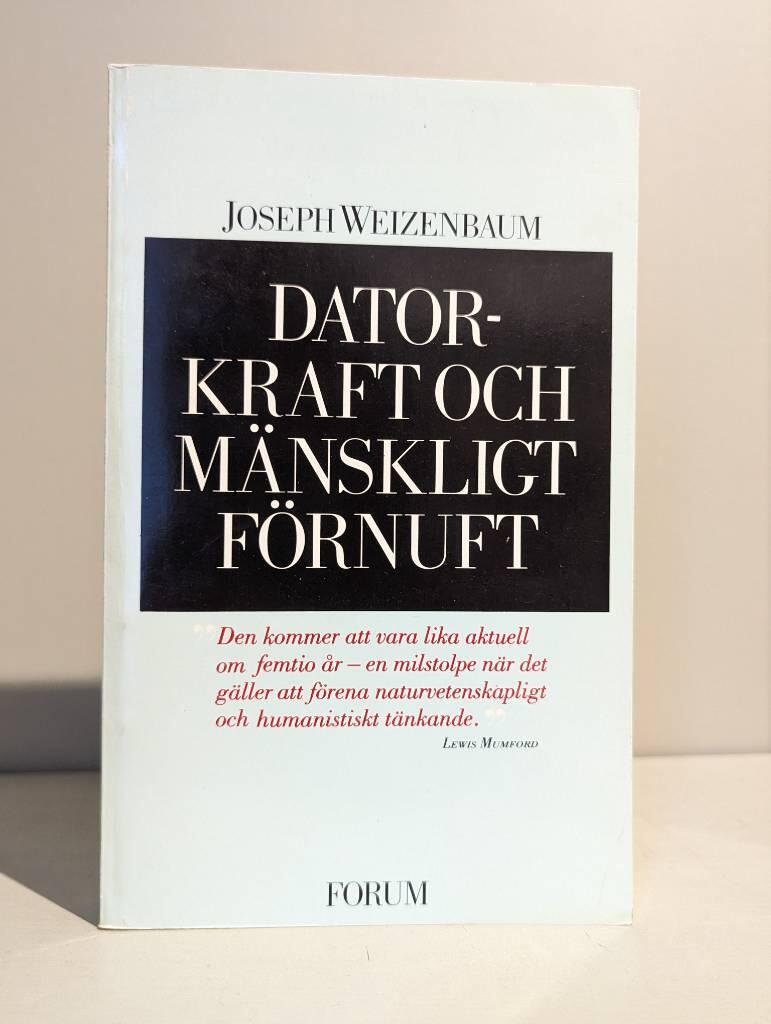 JOSEPH WEIZENBAUM
DATOR-
KRAFT OCH
MÄNSKLIGT
FÖRNUFT
”Den kommer att vara lika aktuell
om femtio år – en milstolpe när det
gäller att förena naturvetenskapligt
och humanistiskt tänkande.”
LEWIS MUMFORD
FORUM